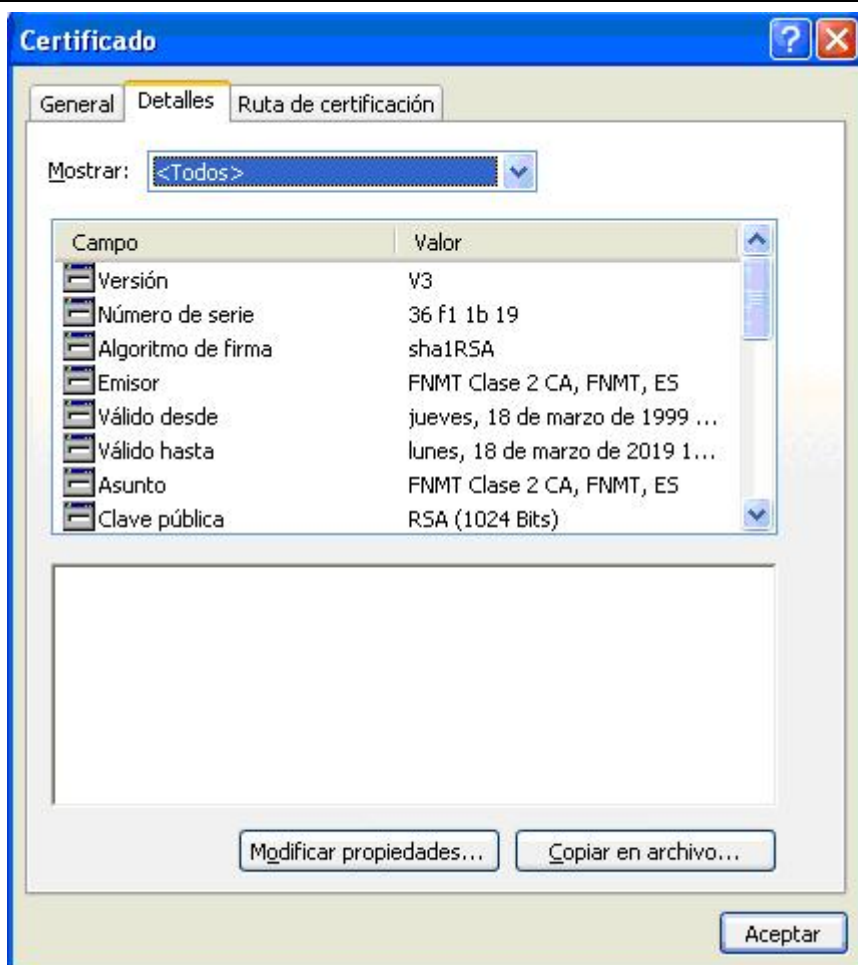 Certificado
General Detalles Ruta de certificación
Mostrar: <Todos>
Campo Valor
Versión V3
Número de serie 36 f1 1b 19
Algoritmo de firma sha1RSA
Emisor FNMT Clase 2 CA, FNMT, ES
Válido desde jueves, 18 de marzo de 1999 ...
Válido hasta lunes, 18 de marzo de 2019 1...
Asunto FNMT Clase 2 CA, FNMT, ES
Clave pública RSA (1024 Bits)
Modificar propiedades... Copiar en archivo...
Aceptar